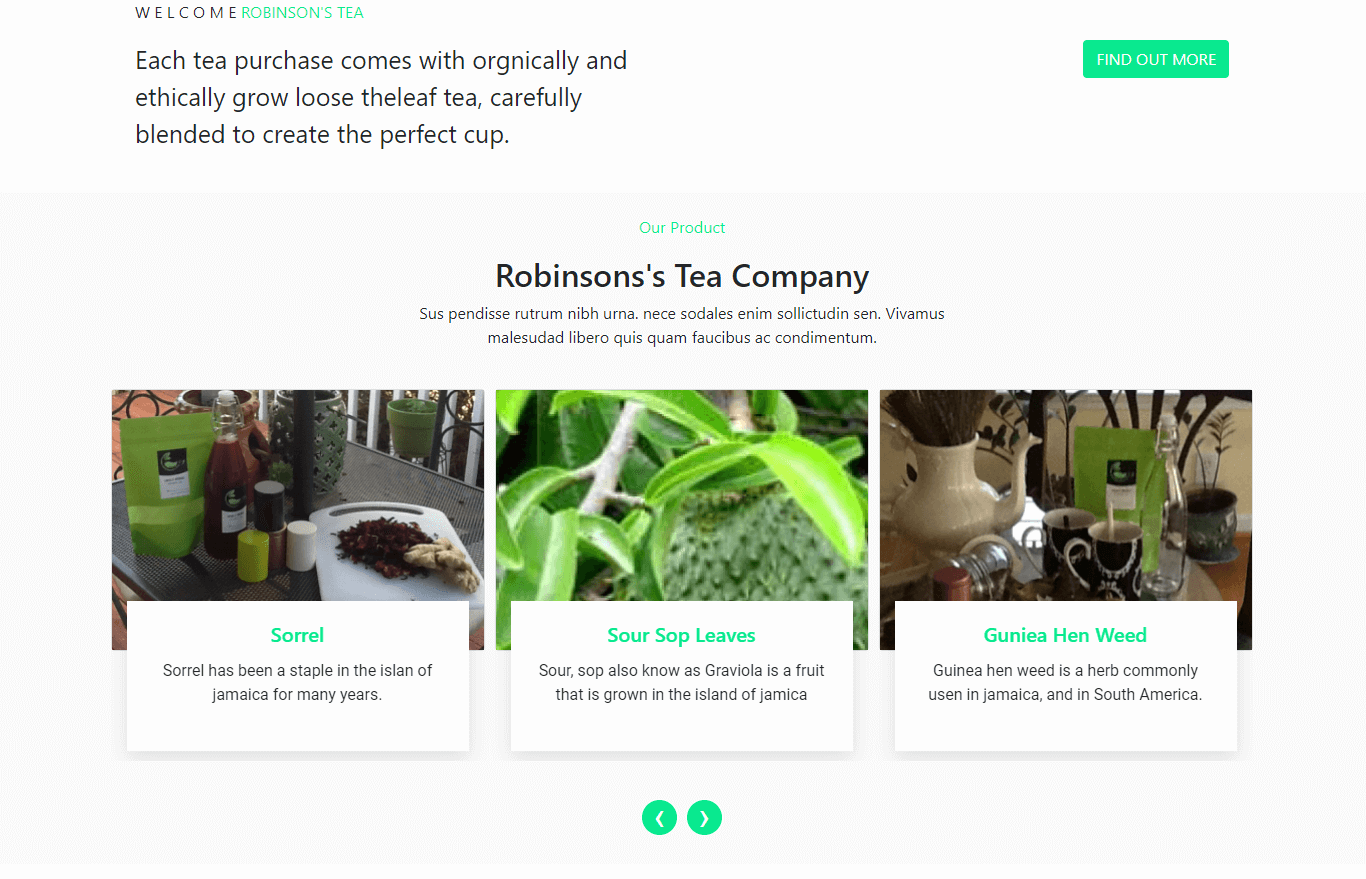 W E L C O M E ROBINSON'S TEA
Each tea purchase comes with orgnically and
ethically grow loose theleaf tea, carefully
blended to create the perfect cup.
FIND OUT MORE
Our Product
Robinsons's Tea Company
Sus pendisse rutrum nibh urna. nece sodales enim sollictudin sen. Vivamus
malesudad libero quis quam faucibus ac condimentum.
Sorrel
Sorrel has been a staple in the islan of
jamaica for many years.
Sour Sop Leaves
Sour, sop also know as Graviola is a fruit
that is grown in the island of jamica
Guniea Hen Weed
Guinea hen weed is a herb commonly
usen in jamaica, and in South America.